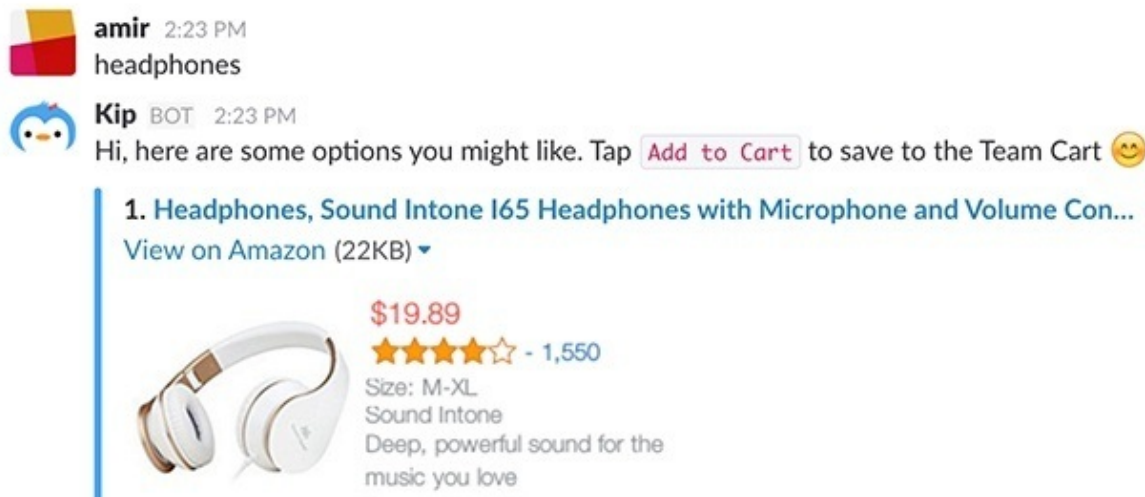 amir 2:23 PM
headphones
Kip BOT 2:23 PM
Hi, here are some options you might like. Tap Add to Cart to save to the Team Cart 😊
1. Headphones, Sound Intone I65 Headphones with Microphone and Volume Con...
View on Amazon (22KB)
$19.89
- 1,550
Size: M-XL
Sound Intone
Deep, powerful sound for the
music you love